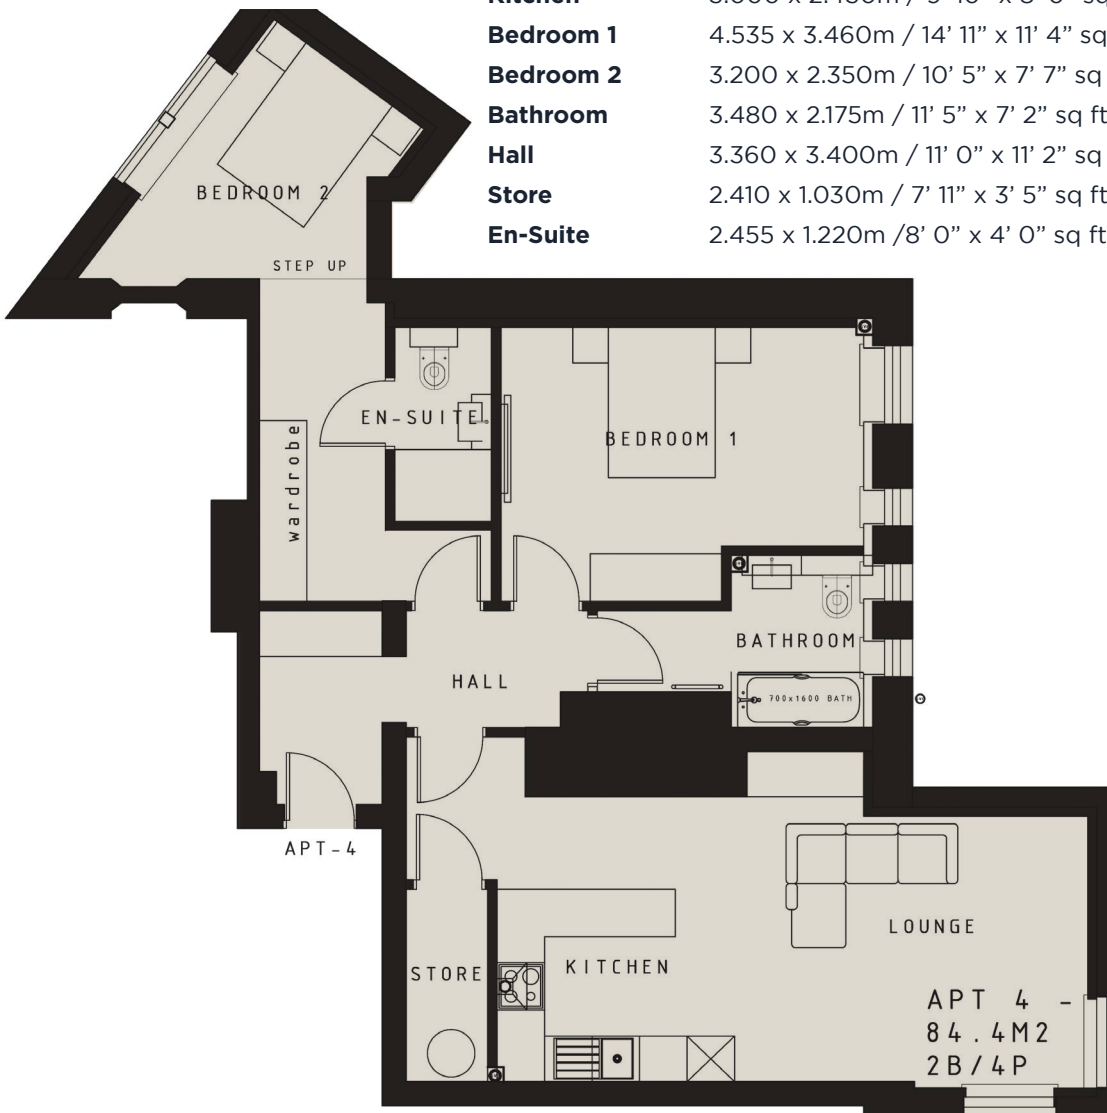 Bedroom 1 4.535 x 3.460m / 14’ 11” x 11’ 4” sq
Bedroom 2 3.200 x 2.350m / 10’ 5” x 7’ 7” sq
Bathroom 3.480 x 2.175m / 11’ 5” x 7’ 2” sq ft
Hall 3.360 x 3.400m / 11’ 0” x 11’ 2” sq
Store 2.410 x 1.030m / 7’ 11” x 3’ 5” sq ft
En-Suite 2.455 x 1.220m /8’ 0” x 4’ 0” sq ft
BEDROOM 2
STEP UP
EN-SUITE
BEDROOM 1
wardrobe
BATHROOM
HALL
700x1600 BATH
APT-4
LOUNGE
STORE
KITCHEN
APT 4 -
84.4M2
2B/4P